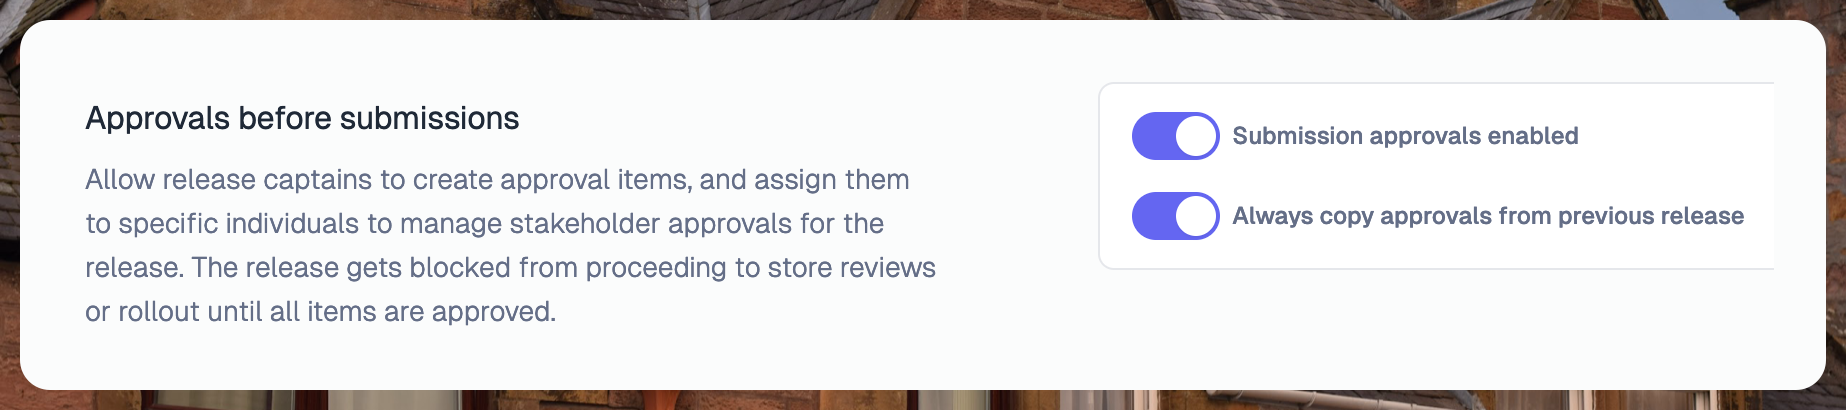 Approvals before submissions
Allow release captains to create approval items, and assign them
to specific individuals to manage stakeholder approvals for the
release. The release gets blocked from proceeding to store reviews
or rollout until all items are approved.
Submission approvals enabled
Always copy approvals from previous release